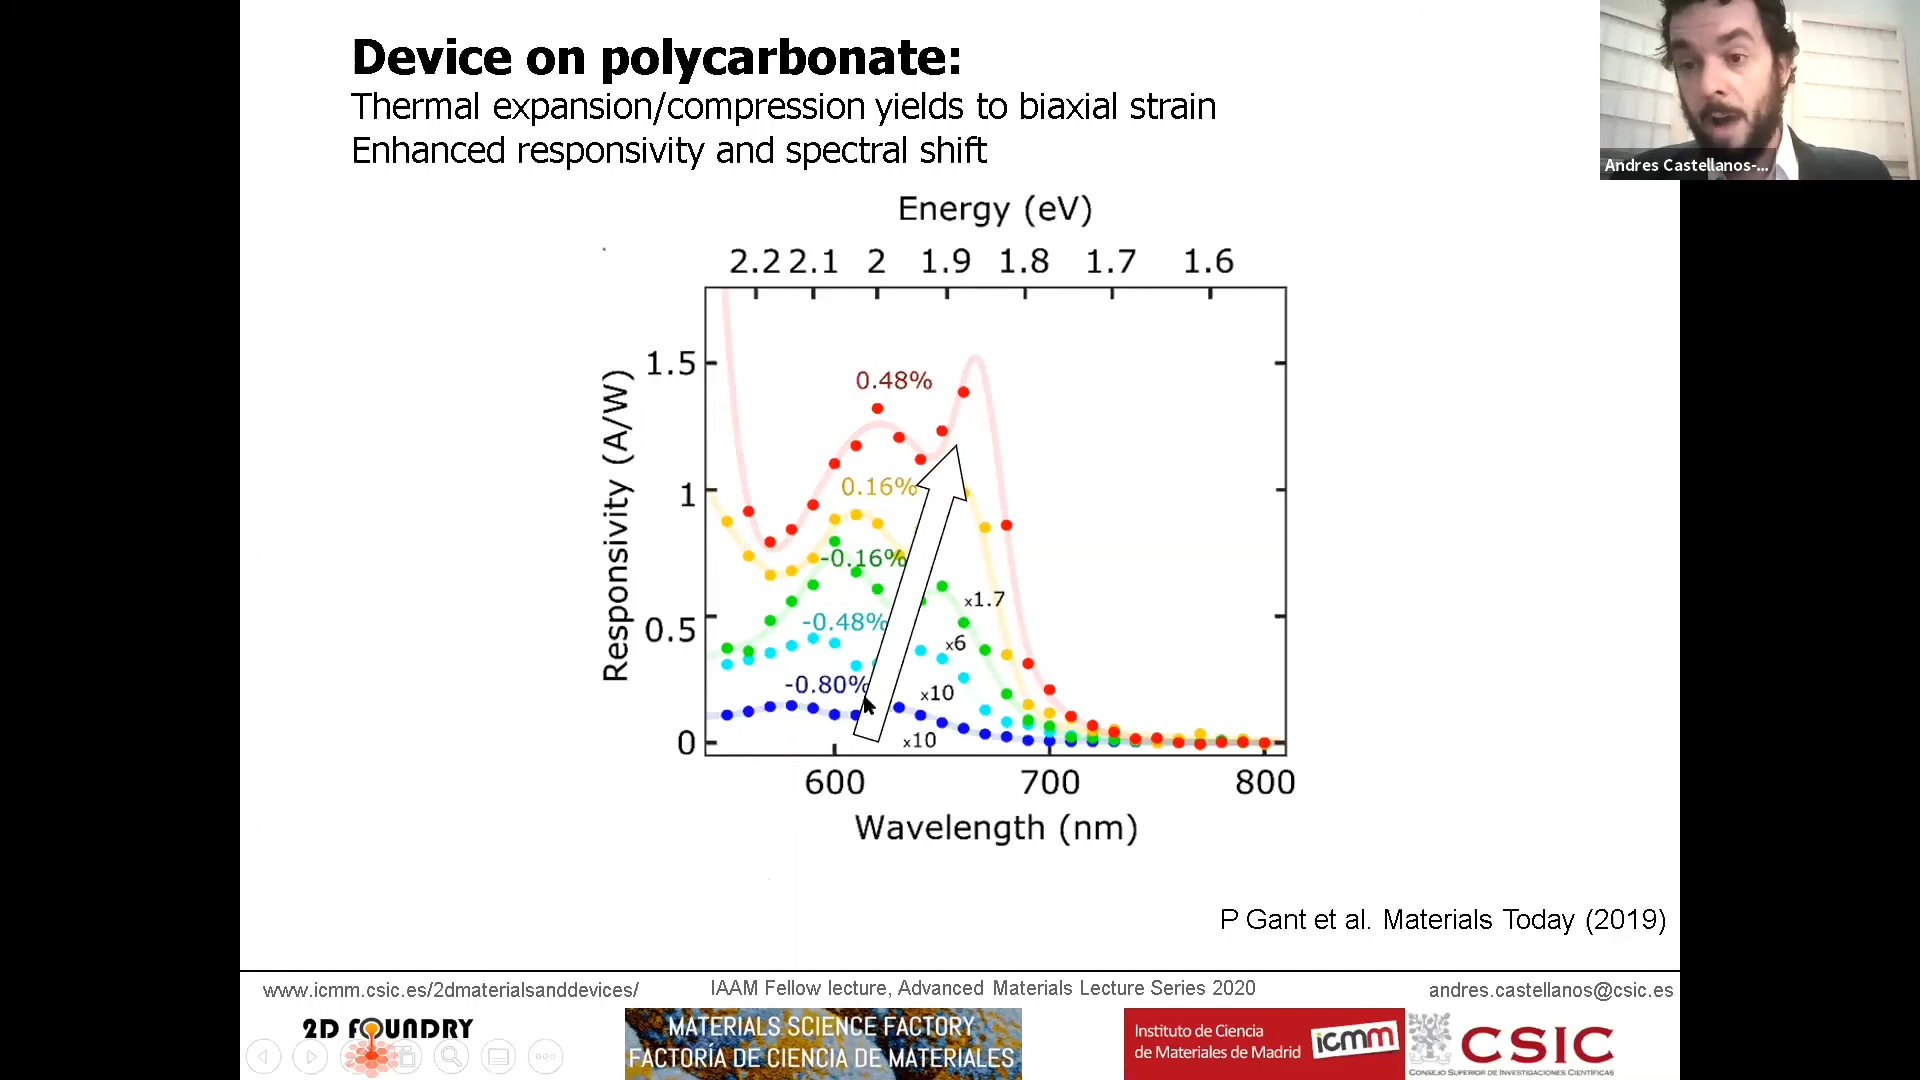 Device on polycarbonate:
Thermal expansion/compression yields to biaxial strain
Enhanced responsivity and spectral shift
Andres Castellanos-...
Energy (eV)
2.2 2.1 2 1.9 1.8 1.7 1.6
Responsivity (A/W)
1.5
1
0.5
0
0.48%
0.16%
-0.16%
x1.7
-0.48%
x6
-0.80%
x10
x10
600 700 800
Wavelength (nm)
P Gant et al. Materials Today (2019)
www.icmm.csic.es/2dmaterialsanddevices/
IAAM Fellow lecture, Advanced Materials Lecture Series 2020
andres.castellanos@csic.es
2D FOUNDRY
MATERIALS SCIENCE FACTORY
FACTORÍA DE CIENCIA DE MATERIALES
Instituto de Ciencia
de Materiales de Madrid
icmm
CSIC
CONSEJO SUPERIOR DE INVESTIGACIONES CIENTÍFICAS